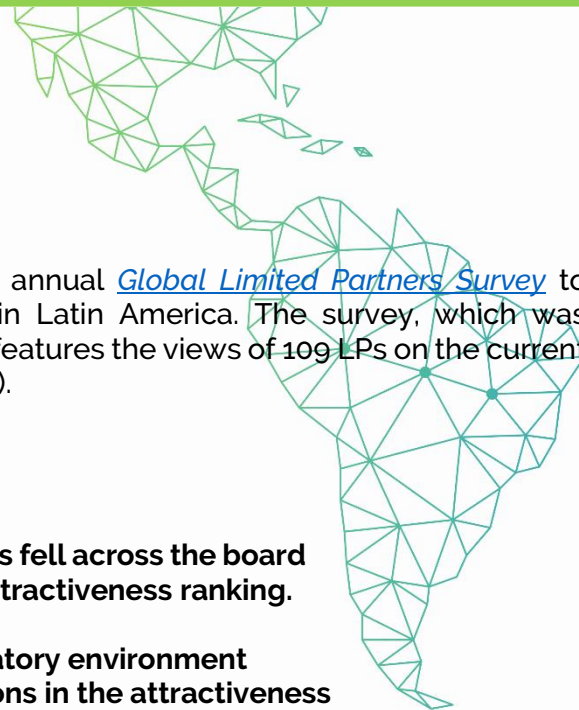 annual Global Limited Partners Survey to
in Latin America. The survey, which was
features the views of 109 LPs on the current
).
s fell across the board
tractiveness ranking.
atory environment
ons in the attractiveness